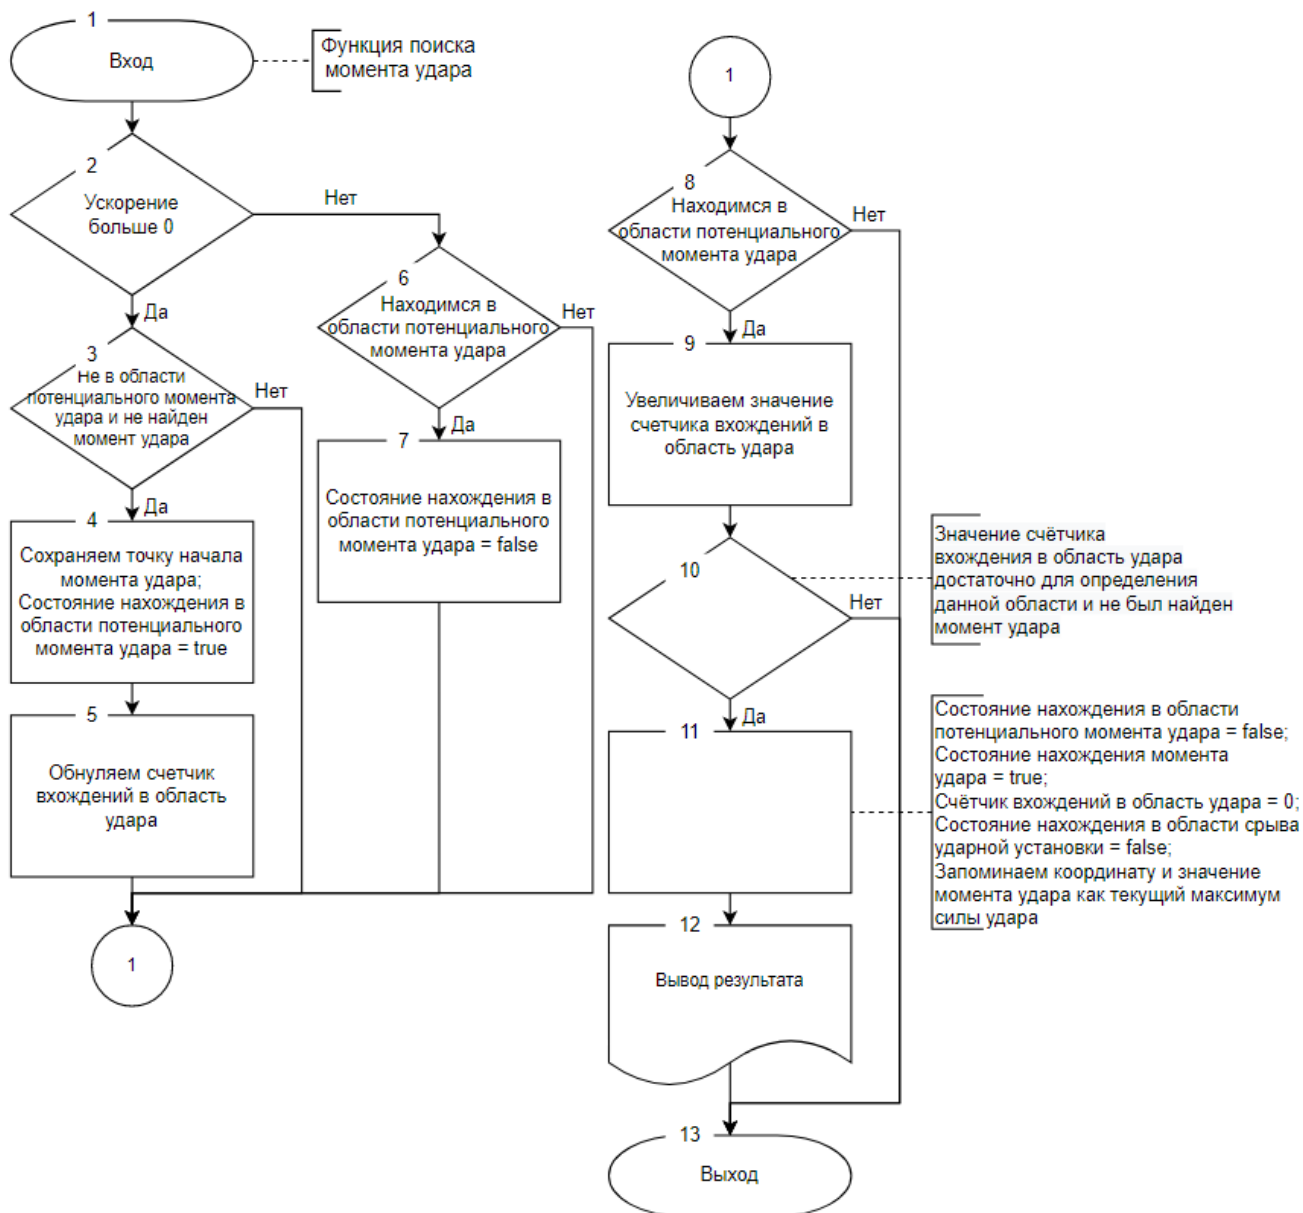 1
Вход
Функция поиска
момента удара
2
Ускорение
больше 0
Нет
Да
3
Не в области
потенциального момента
удара и не найден
момент удара
Нет
Да
4
Сохраняем точку начала
момента удара;
Состояние нахождения в
области потенциального
момента удара = true
5
Обнуляем счетчик
вхождений в область
удара
6
Находимся в
области потенциального
момента удара
Нет
Да
7
Состояние нахождения в
области потенциального
момента удара = false
1
1
8
Находимся в
области потенциального
момента удара
Нет
Да
9
Увеличиваем значение
счетчика вхождений в
область удара
10
Нет
Да
Значение счётчика
вхождения в область удара
достаточно для определения
данной области и не был найден
момент удара
11
Состояние нахождения в области
потенциального момента удара = false;
Состояние нахождения момента
удара = true;
Счётчик вхождений в область удара = 0;
Состояние нахождения в области срыва
ударной установки = false;
Запоминаем координату и значение
момента удара как текущий максимум
силы удара
12
Вывод результата
13
Выход